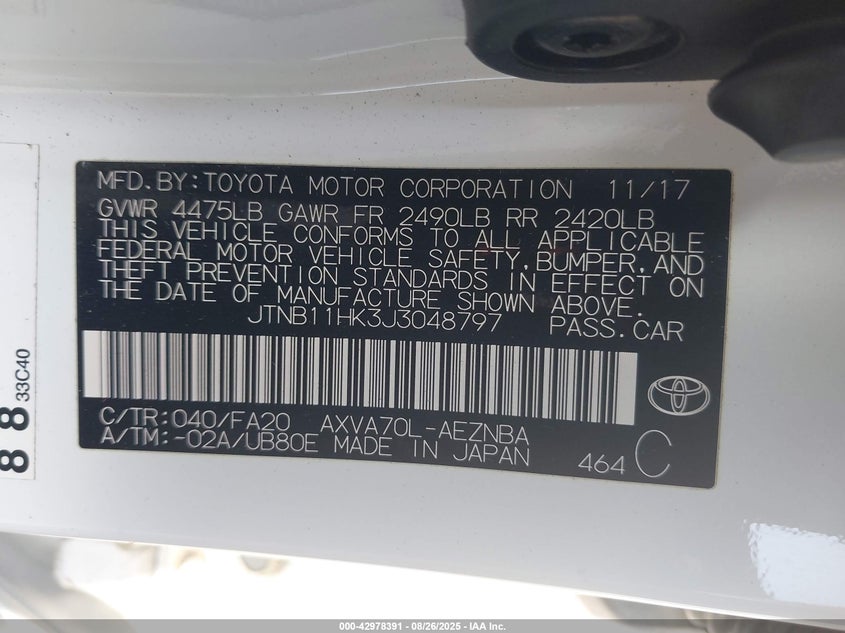 MFD.BY:TOYOTA MOTOR CORPORATION 11/17
GVWR 4475LB GAWR FR 2490LB RR 2420LB
THIS VEHICLE CONFORMS TO ALL APPLICABLE
FEDERAL MOTOR VEHICLE SAFETY,BUMPER,AND
THEFT PREVENTION STANDARDS IN EFFECT ON
THE DATE OF MANUFACTURE SHOWN ABOVE.
JTNB11HK3J3048797 PASS.CAR
C/TR:040/FA20 AXVA70L-AEZNBA
A/TM:-02A/UB80E MADE IN JAPAN
464 C
88 33C40
000-42978391 - 08/26/2025 - IAA Inc.